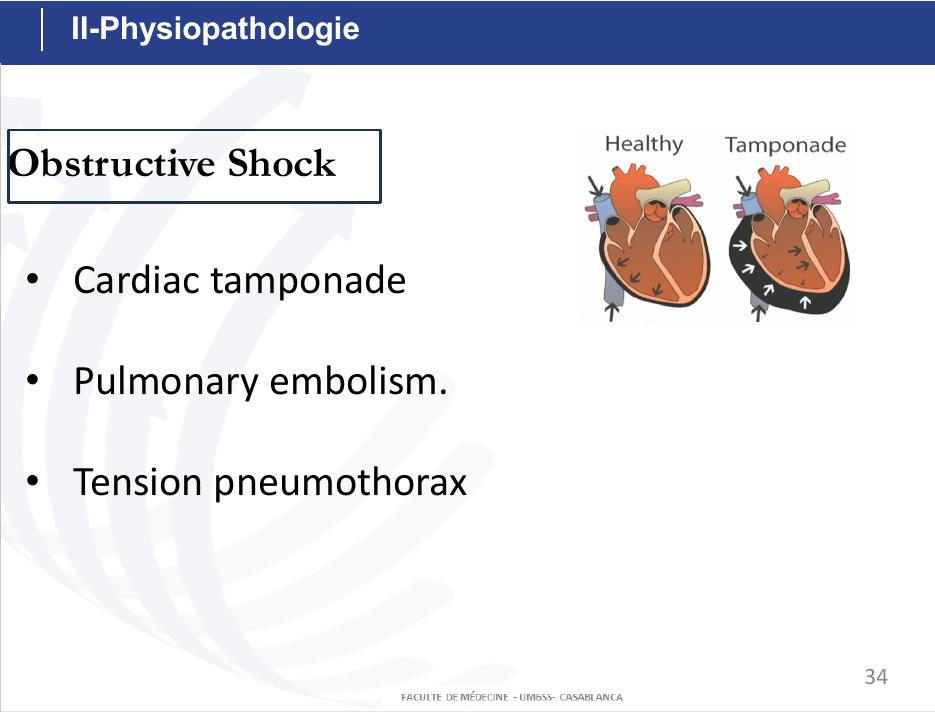 II-Physiopathologie
Obstructive Shock
Healthy Tamponade
• Cardiac tamponade
• Pulmonary embolism.
• Tension pneumothorax
34
FACULTE DE MÉDECINE - UM6SS- CASABLANCA